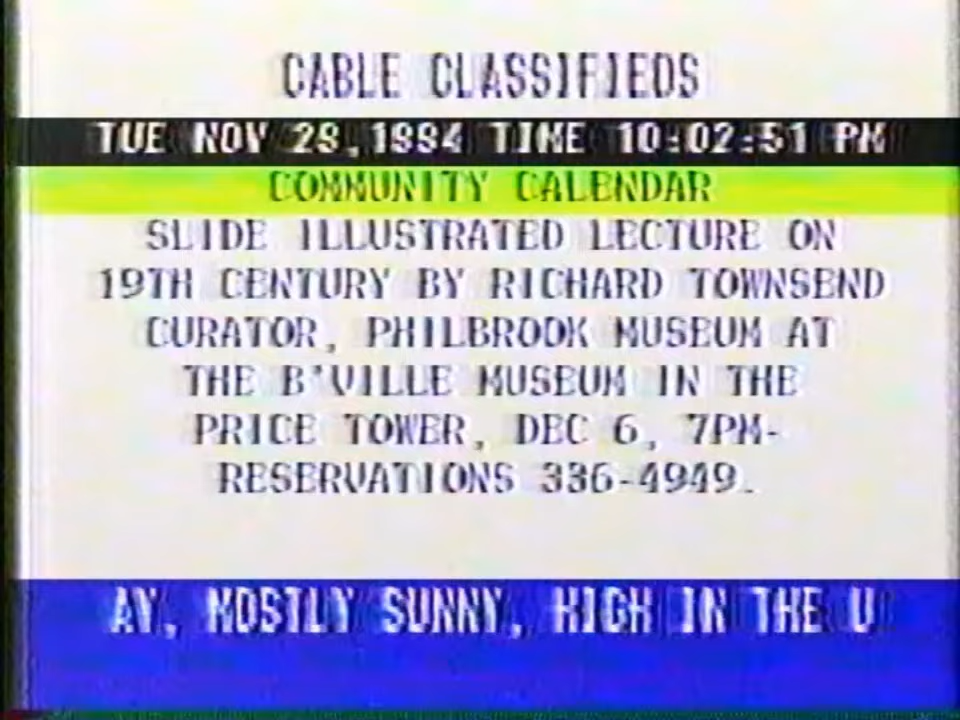 CABLE CLASSIFIEDS
TUE NOV 29,1994 TIME 10:02:51 PM
COMMUNITY CALENDAR
SLIDE ILLUSTRATED LECTURE ON
19TH CENTURY BY RICHARD TOWNSEND
CURATOR, PHILBROOK MUSEUM AT
THE B'VILLE MUSEUM IN THE
PRICE TOWER, DEC 6, 7PM-
RESERVATIONS 336-4949.
AY, MOSTLY SUNNY, HIGH IN THE U